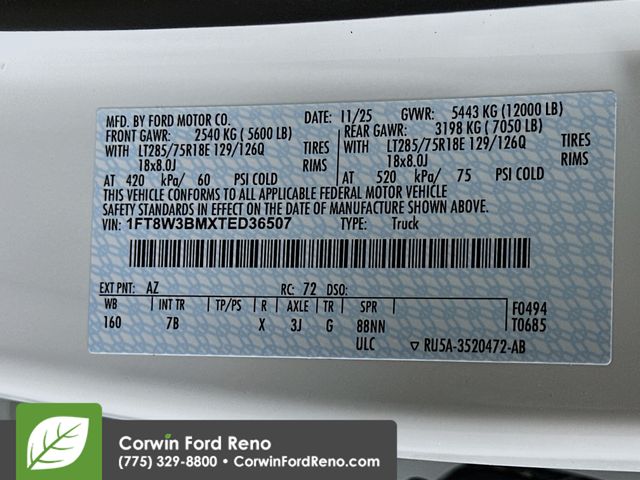 MFD. BY FORD MOTOR CO. DATE: 11/25 GVWR: 5443 KG (12000 LB)
FRONT GAWR: 2540 KG (5600 LB) REAR GAWR: 3198 KG (7050 LB)
WITH LT285/75R18E 129/126Q TIRES WITH LT285/75R18E 129/126Q TIRES
18x8.0J RIMS 18x8.0J RIMS
AT 420 kPa/ 60 PSI COLD AT 520 kPa/ 75 PSI COLD
THIS VEHICLE CONFORMS TO ALL APPLICABLE FEDERAL MOTOR VEHICLE
SAFETY STANDARDS IN EFFECT ON THE DATE OF MANUFACTURE SHOWN ABOVE
VIN: 1FT8W3BMXTED36507 TYPE: Truck
EXT PNT: AZ RC: 72 DSO:
WB INT TR TP/PS R AXLE TR SPR F0494
160 7B X 3J G 88NN T0685
ULC ▽ RU5A-3520472-AB
Corwin Ford Reno
(775) 329-8800 • CorwinFordReno.com